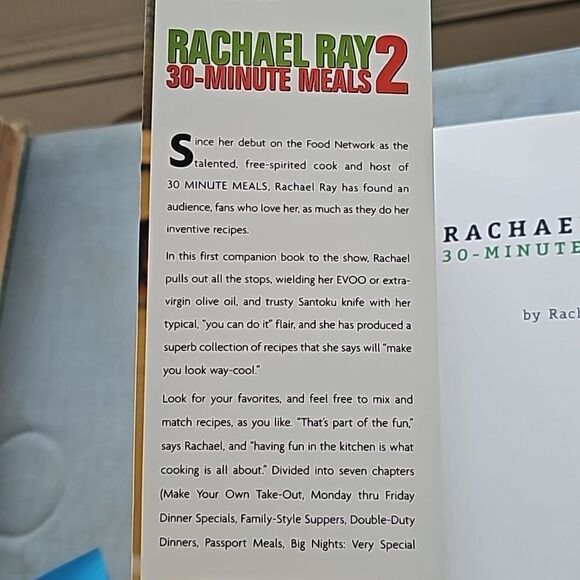 RACHAEL RAY
30-MINUTE MEALS 2
Since her debut on the Food Network as the
talented, free-spirited cook and host of
30 MINUTE MEALS, Rachael Ray has found an
audience, fans who love her, as much as they do her
inventive recipes.
In this first companion book to the show, Rachael
pulls out all the stops, wielding her EVOO or extra-
virgin olive oil, and trusty Santoku knife with her
typical, "you can do it" flair, and she has produced a
superb collection of recipes that she says will "make
you look way-cool."
Look for your favorites, and feel free to mix and
match recipes, as you like. "That's part of the fun,"
says Rachael, and "having fun in the kitchen is what
cooking is all about." Divided into seven chapters
(Make Your Own Take-Out, Monday thru Friday
Dinner Specials, Family-Style Suppers, Double-Duty
Dinners, Passport Meals, Big Nights: Very Special
RACHAE
30-MINUTE
by Rach